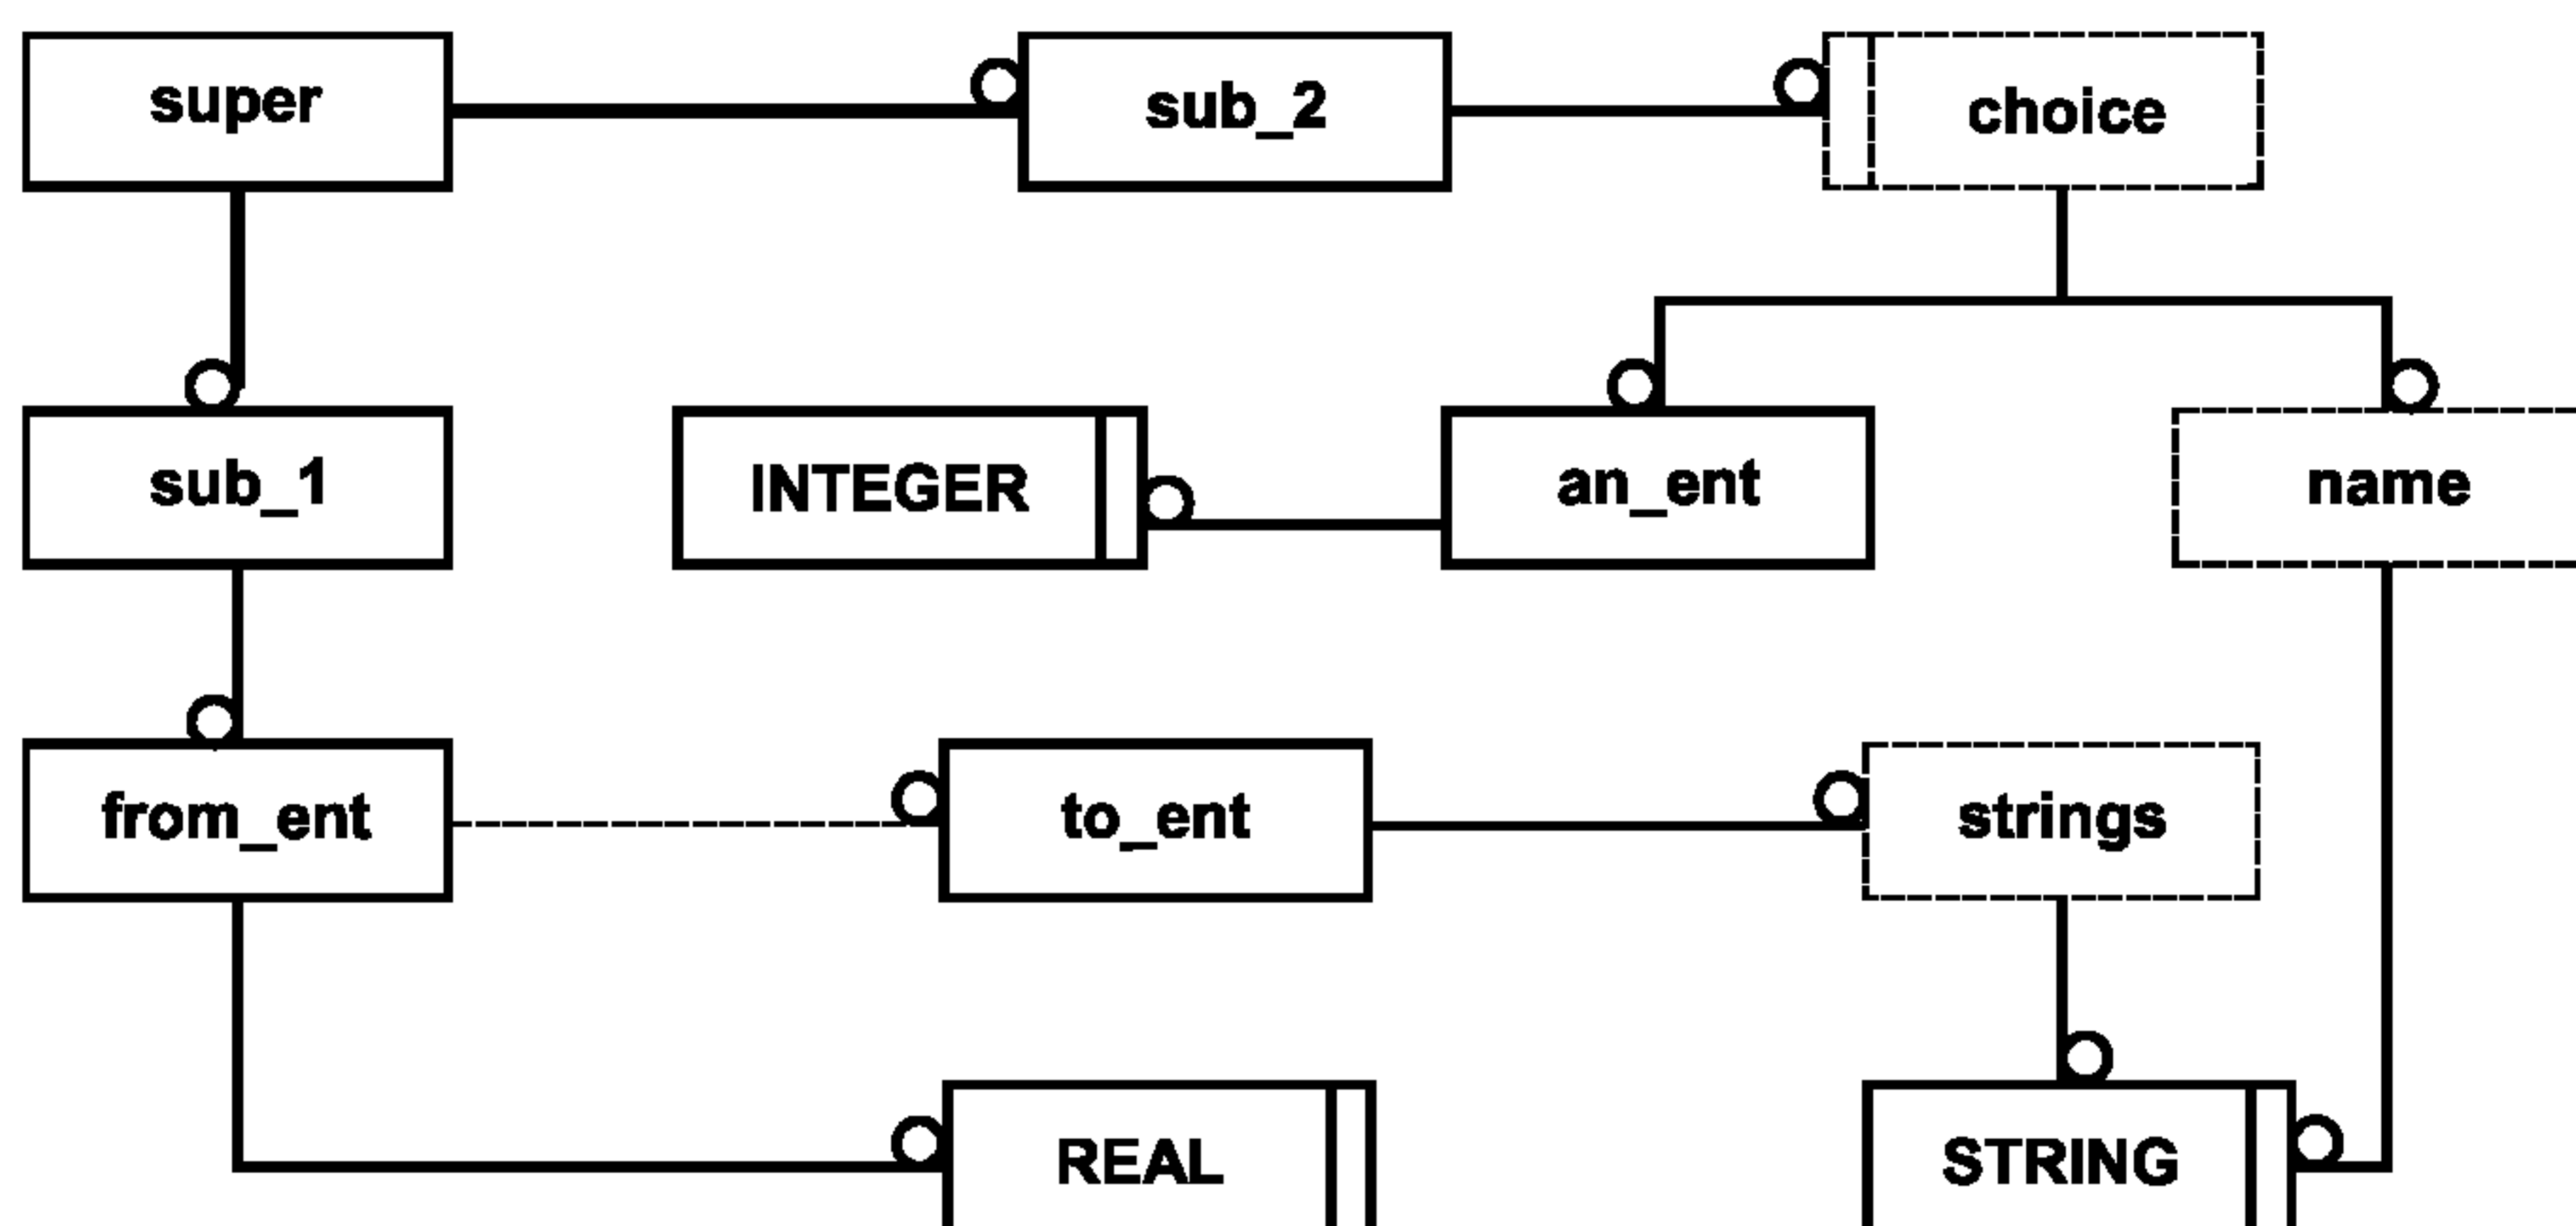 super
sub_2
choice
sub_1
INTEGER
an_ent
name
from_ent
to_ent
strings
REAL
STRING